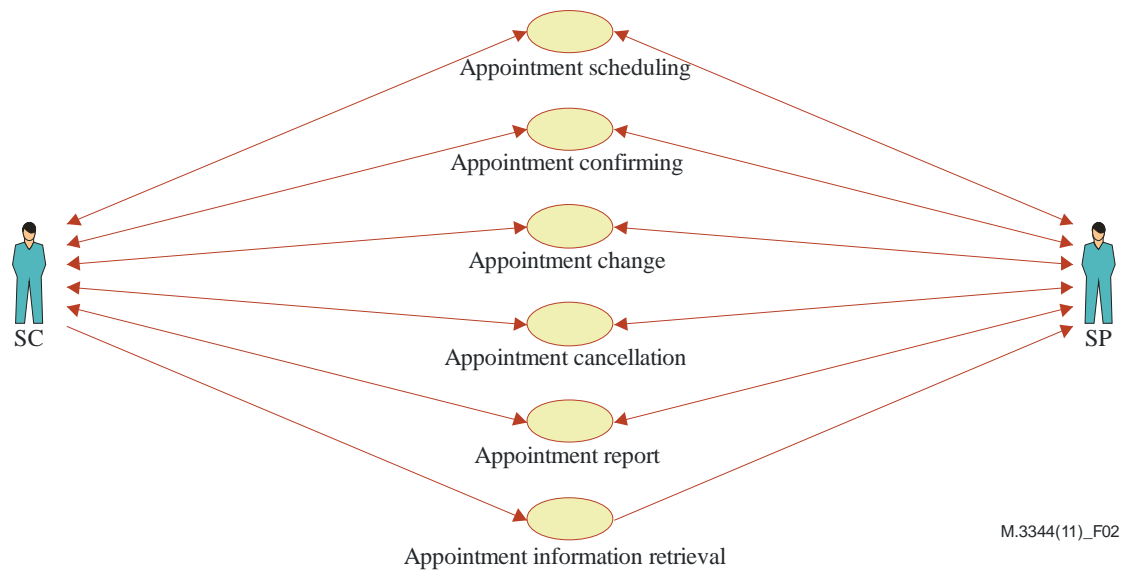 Appointment scheduling
Appointment confirming
Appointment change
SC
SP
Appointment cancellation
Appointment report
M.3344(11)_F02
Appointment information retrieval